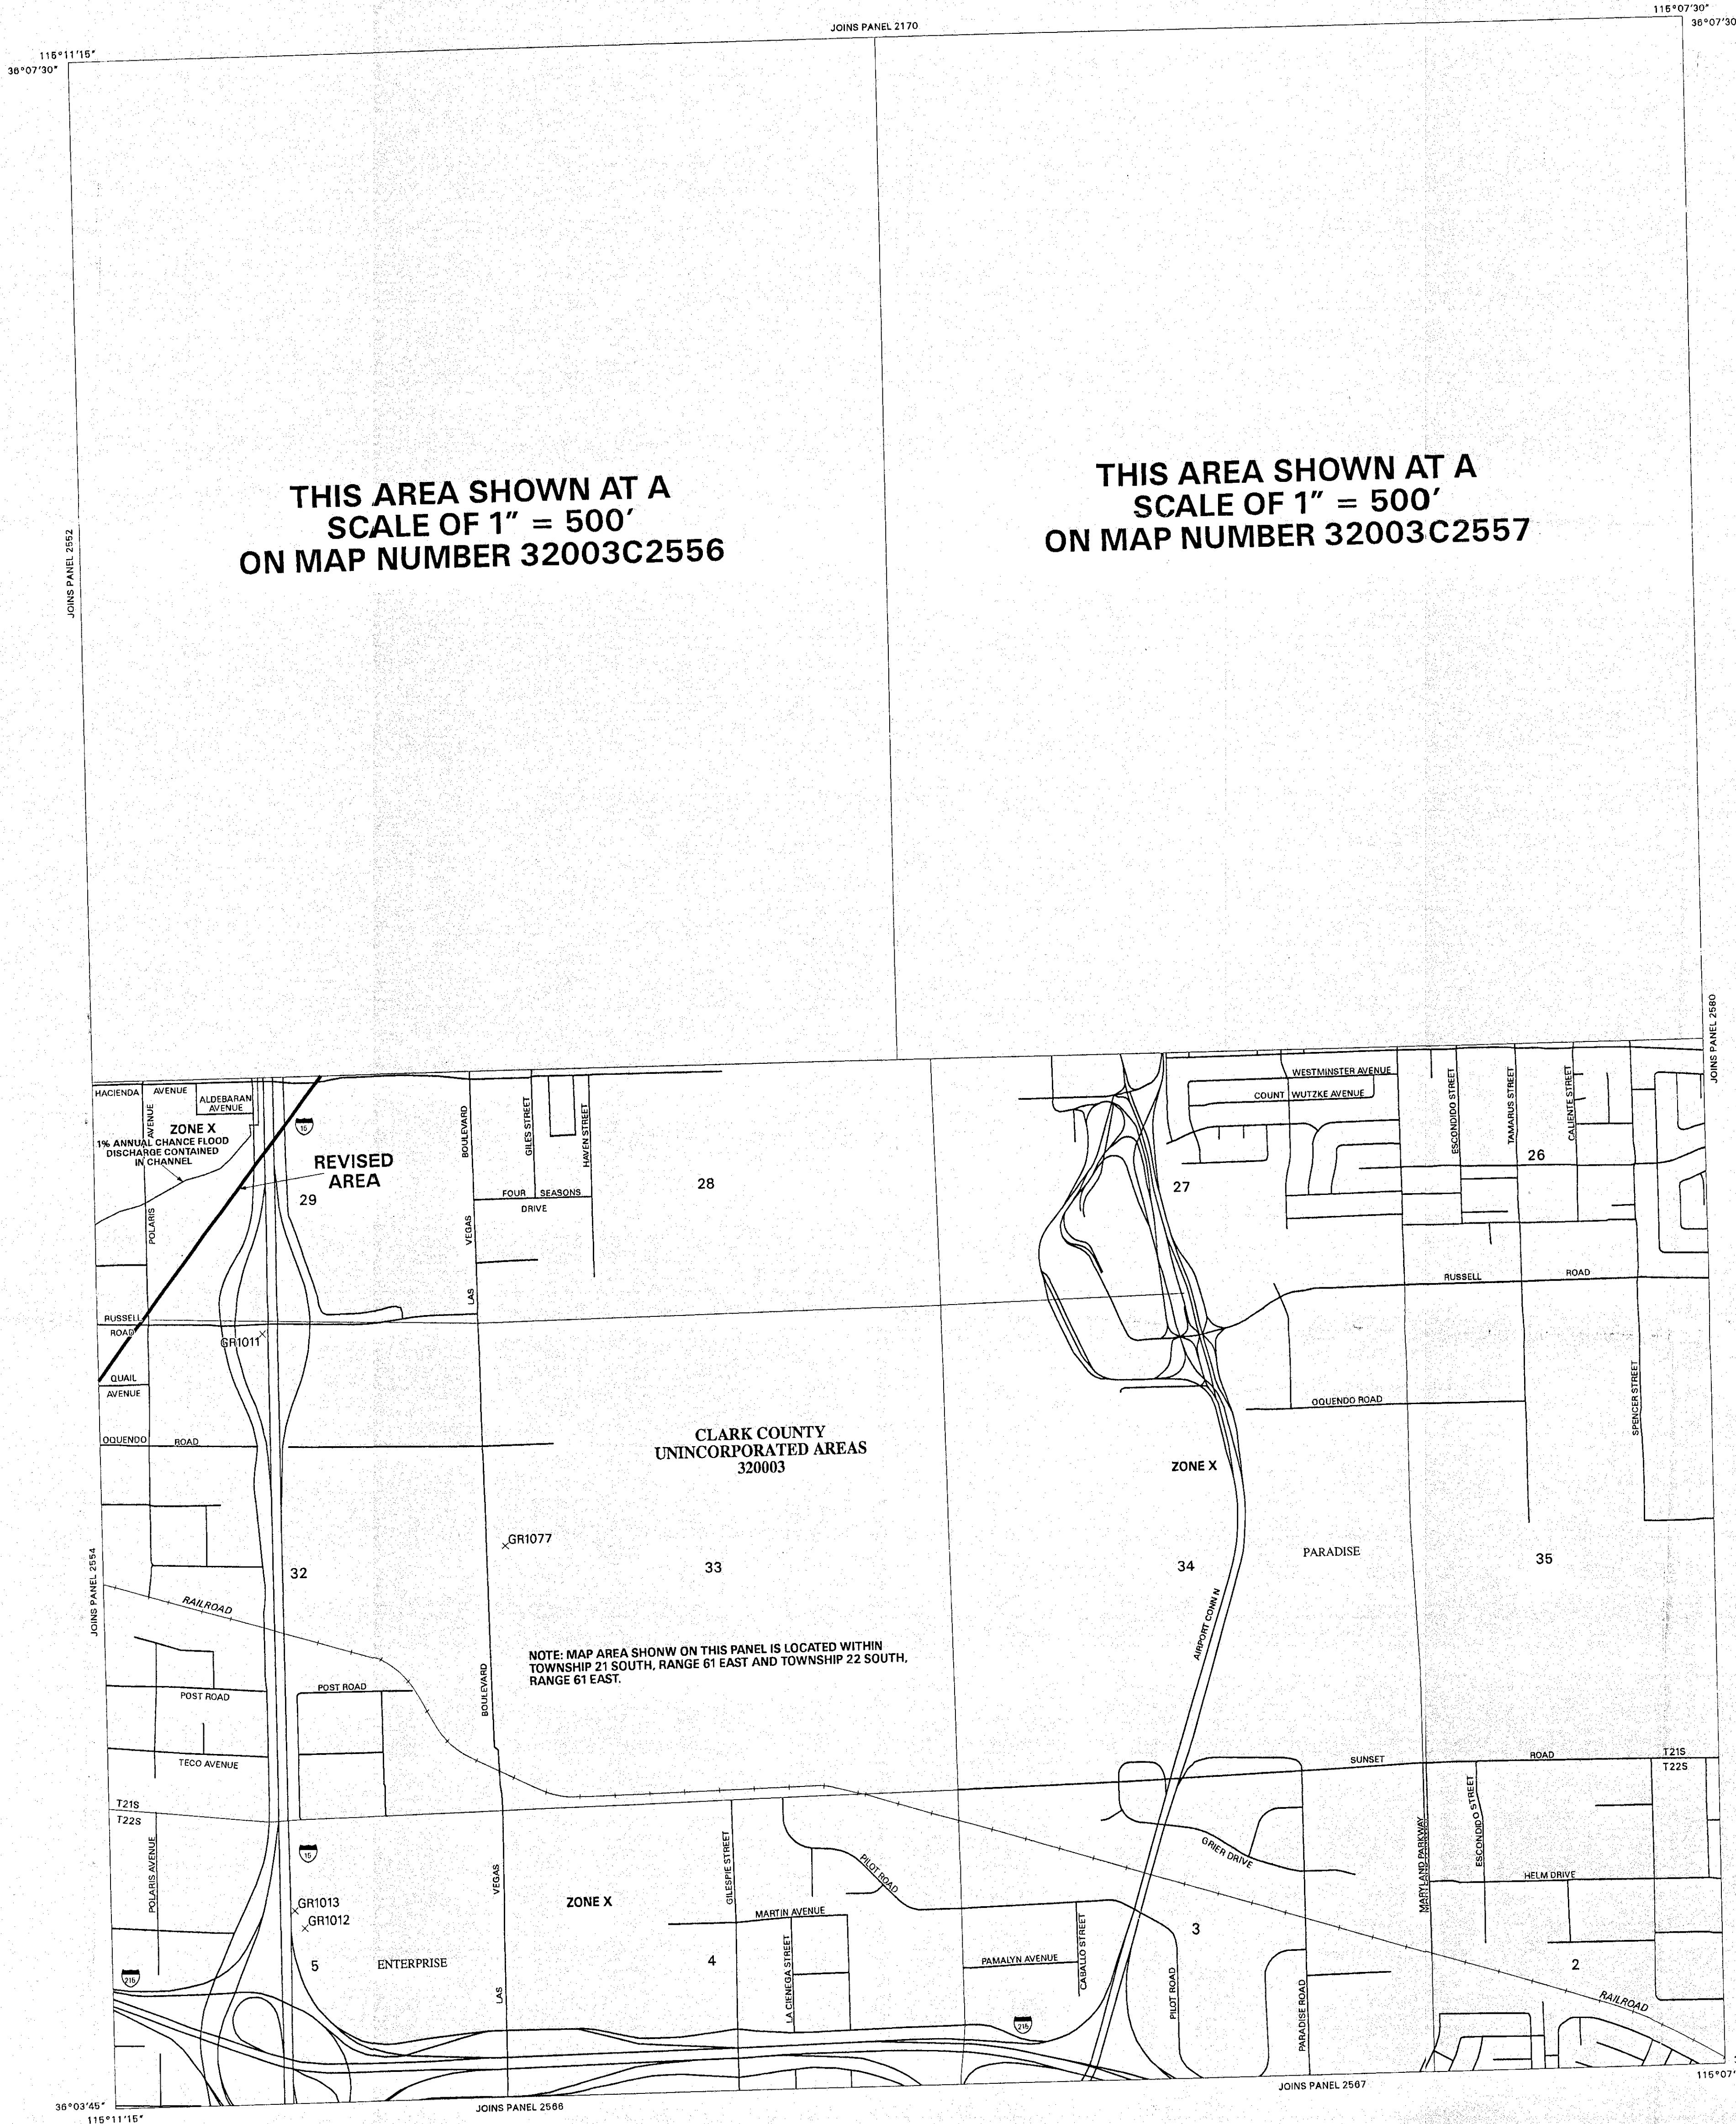 JOINS PANEL 2170
115°07'30"
36°07'30
115°11'15"
36°07'30"
THIS AREA SHOWN AT A
SCALE OF 1" = 500'
ON MAP NUMBER 32003C2556
THIS AREA SHOWN AT A
SCALE OF 1" = 500'
ON MAP NUMBER 32003C2557
JOINS PANEL 2552
JOINS PANEL 2580
HACIENDA
AVENUE
ALDEBARAN
AVENUE
AVENUE
ZONE X
1% ANNUAL CHANCE FLOOD
DISCHARGE CONTAINED
IN CHANNEL
POLARIS
15
REVISED
AREA
29
BOULEVARD
VEGAS
LAS
GILES STREET
HAVEN STREET
FOUR SEASONS
DRIVE
28
27
WESTMINSTER AVENUE
COUNT WUTZKE AVENUE
ESCONDIDO STREET
TAMARUS STREET
CALIENTE STREET
26
RUSSELL
ROAD
RUSSELL
ROAD
GR1011
QUAIL
AVENUE
OQUENDO
ROAD
OQUENDO ROAD
SPENCER STREET
CLARK COUNTY
UNINCORPORATED AREAS
320003
ZONE X
GR1077
JOINS PANEL 2554
32
33
34
PARADISE
35
RAILROAD
AIRPORT CONN N
NOTE: MAP AREA SHONW ON THIS PANEL IS LOCATED WITHIN
TOWNSHIP 21 SOUTH, RANGE 61 EAST AND TOWNSHIP 22 SOUTH,
RANGE 61 EAST.
BOULEVARD
POST ROAD
POST ROAD
TECO AVENUE
SUNSET
ROAD
T21S
T22S
T21S
T22S
POLARIS AVENUE
15
GR1013
GR1012
VEGAS
LAS
ZONE X
GILESPIE STREET
PILOT ROAD
GRIER DRIVE
MARYLAND PARKWAY
ESCONDIDO STREET
HELM DRIVE
MARTIN AVENUE
LA CIENEGA STREET
CABALLO STREET
PAMALYN AVENUE
3
5
ENTERPRISE
4
2
215
215
PILOT ROAD
PARADISE ROAD
RAILROAD
36°03'45"
115°11'15"
JOINS PANEL 2566
JOINS PANEL 2567
115°07'